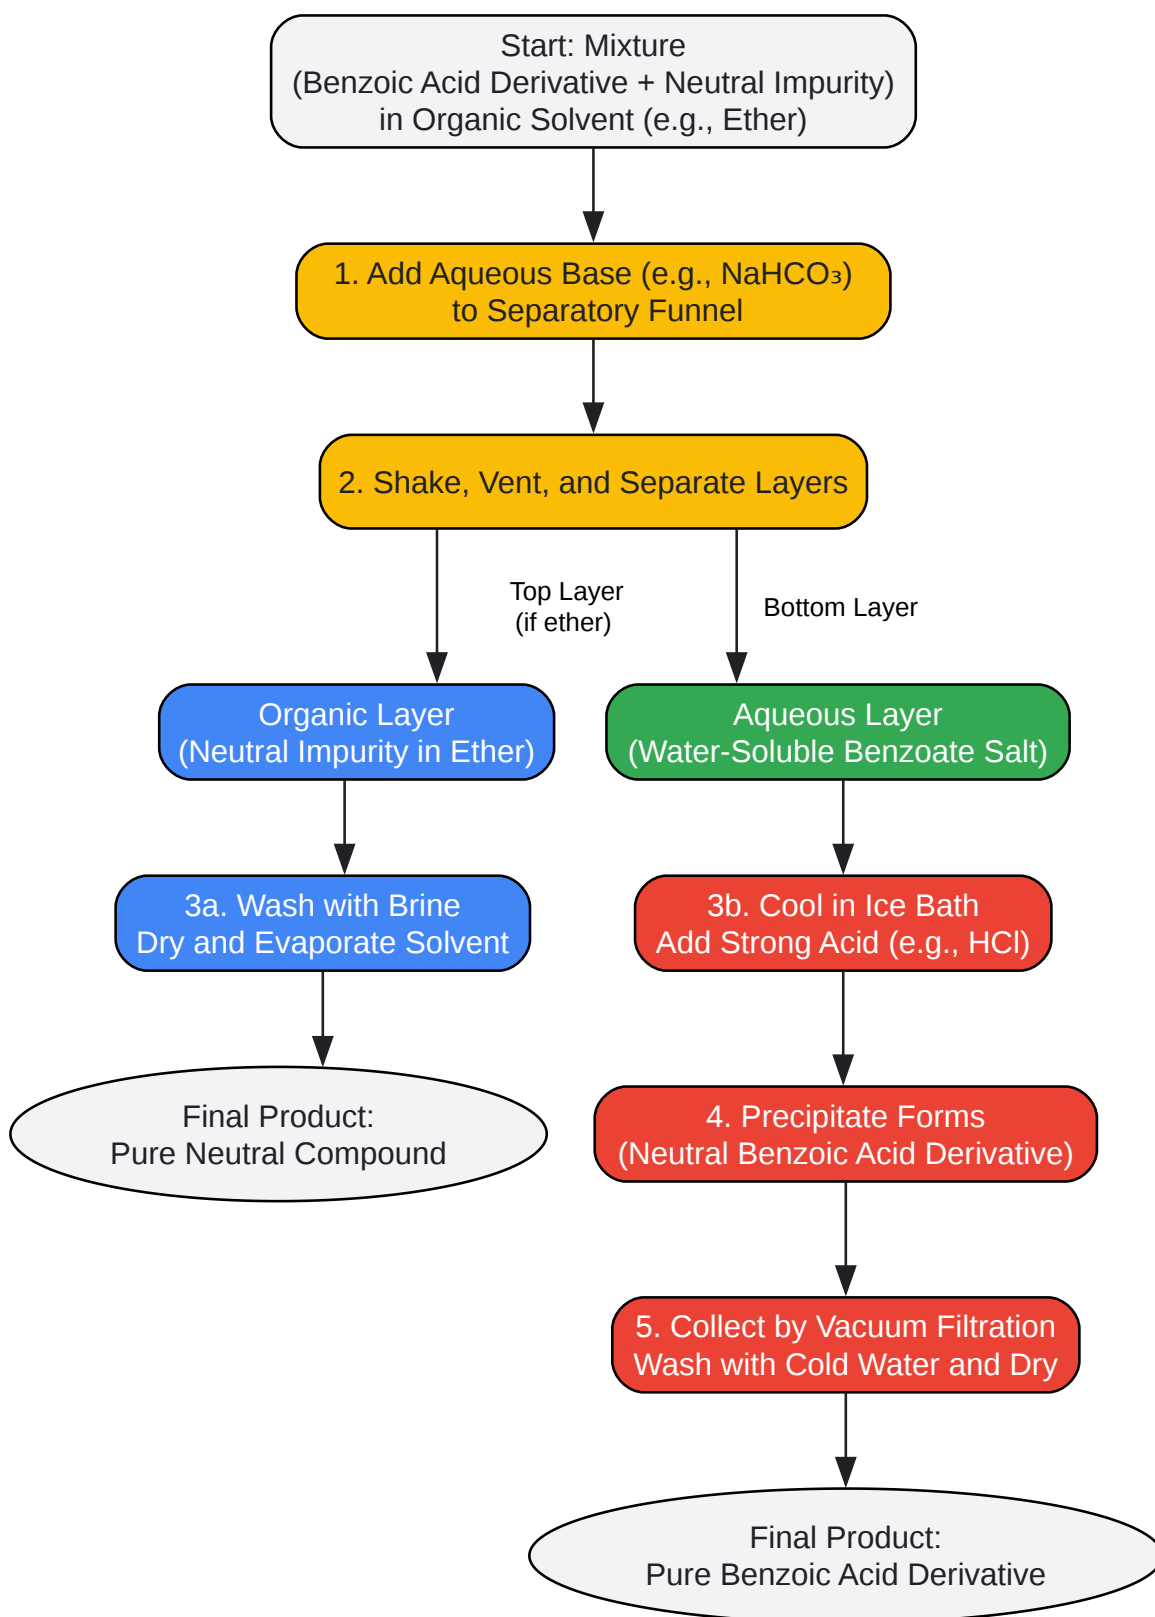 Start: Mixture
(Benzoic Acid Derivative + Neutral Impurity)
in Organic Solvent (e.g., Ether)
1. Add Aqueous Base (e.g., NaHCO₃)
to Separatory Funnel
2. Shake, Vent, and Separate Layers
Top Layer
(if ether)
Bottom Layer
Organic Layer
(Neutral Impurity in Ether)
Aqueous Layer
(Water-Soluble Benzoate Salt)
3a. Wash with Brine
Dry and Evaporate Solvent
3b. Cool in Ice Bath
Add Strong Acid (e.g., HCl)
Final Product:
Pure Neutral Compound
4. Precipitate Forms
(Neutral Benzoic Acid Derivative)
5. Collect by Vacuum Filtration
Wash with Cold Water and Dry
Final Product:
Pure Benzoic Acid Derivative